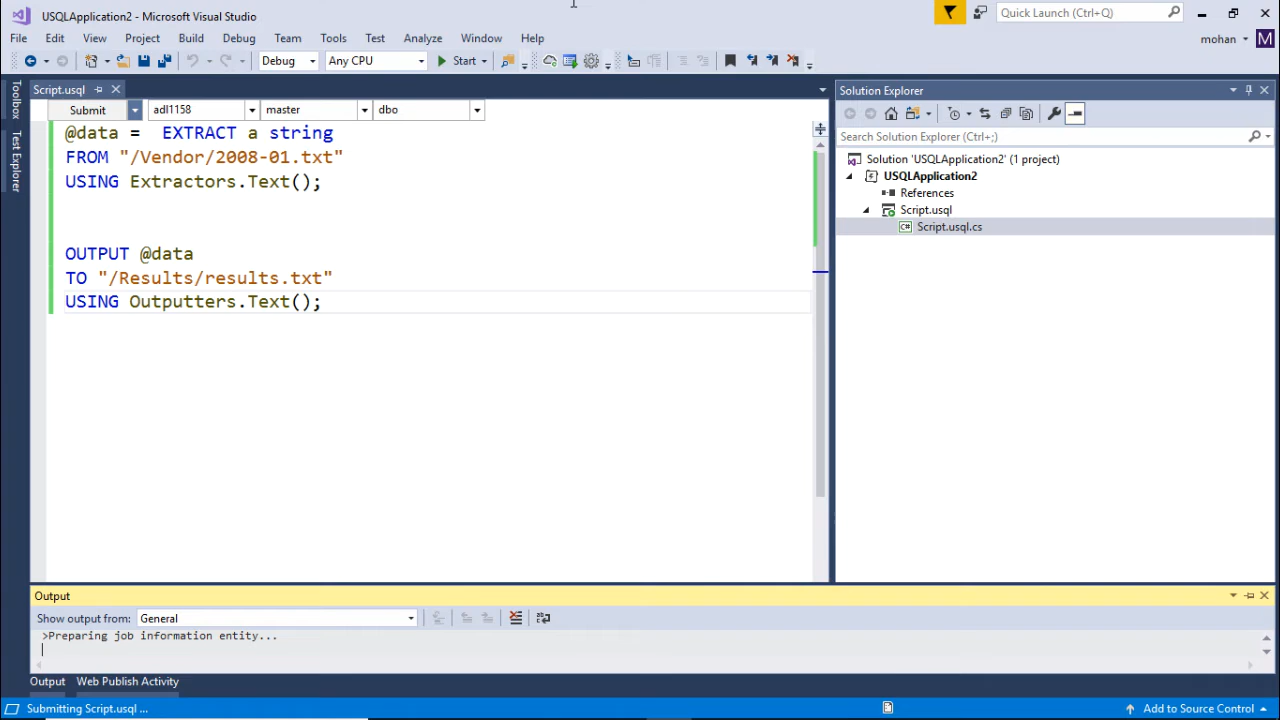 USQLApplication2 - Microsoft Visual Studio
Quick Launch (Ctrl+Q)
File Edit View Project Build Debug Team Tools Test Analyze Window Help
mohan M
Debug Any CPU Start
Toolbox
Test Explorer
Script.usql
Submit adl1158 master dbo
@data =  EXTRACT a string
FROM "/Vendor/2008-01.txt"
USING Extractors.Text();
OUTPUT @data
TO "/Results/results.txt"
USING Outputters.Text();
Solution Explorer
Search Solution Explorer (Ctrl+;)
Solution 'USQLApplication2' (1 project)
USQLApplication2
References
Script.usql
C# Script.usql.cs
Output
Show output from: General
>Preparing job information entity...
Output Web Publish Activity
Submitting Script.usql ...
Add to Source Control